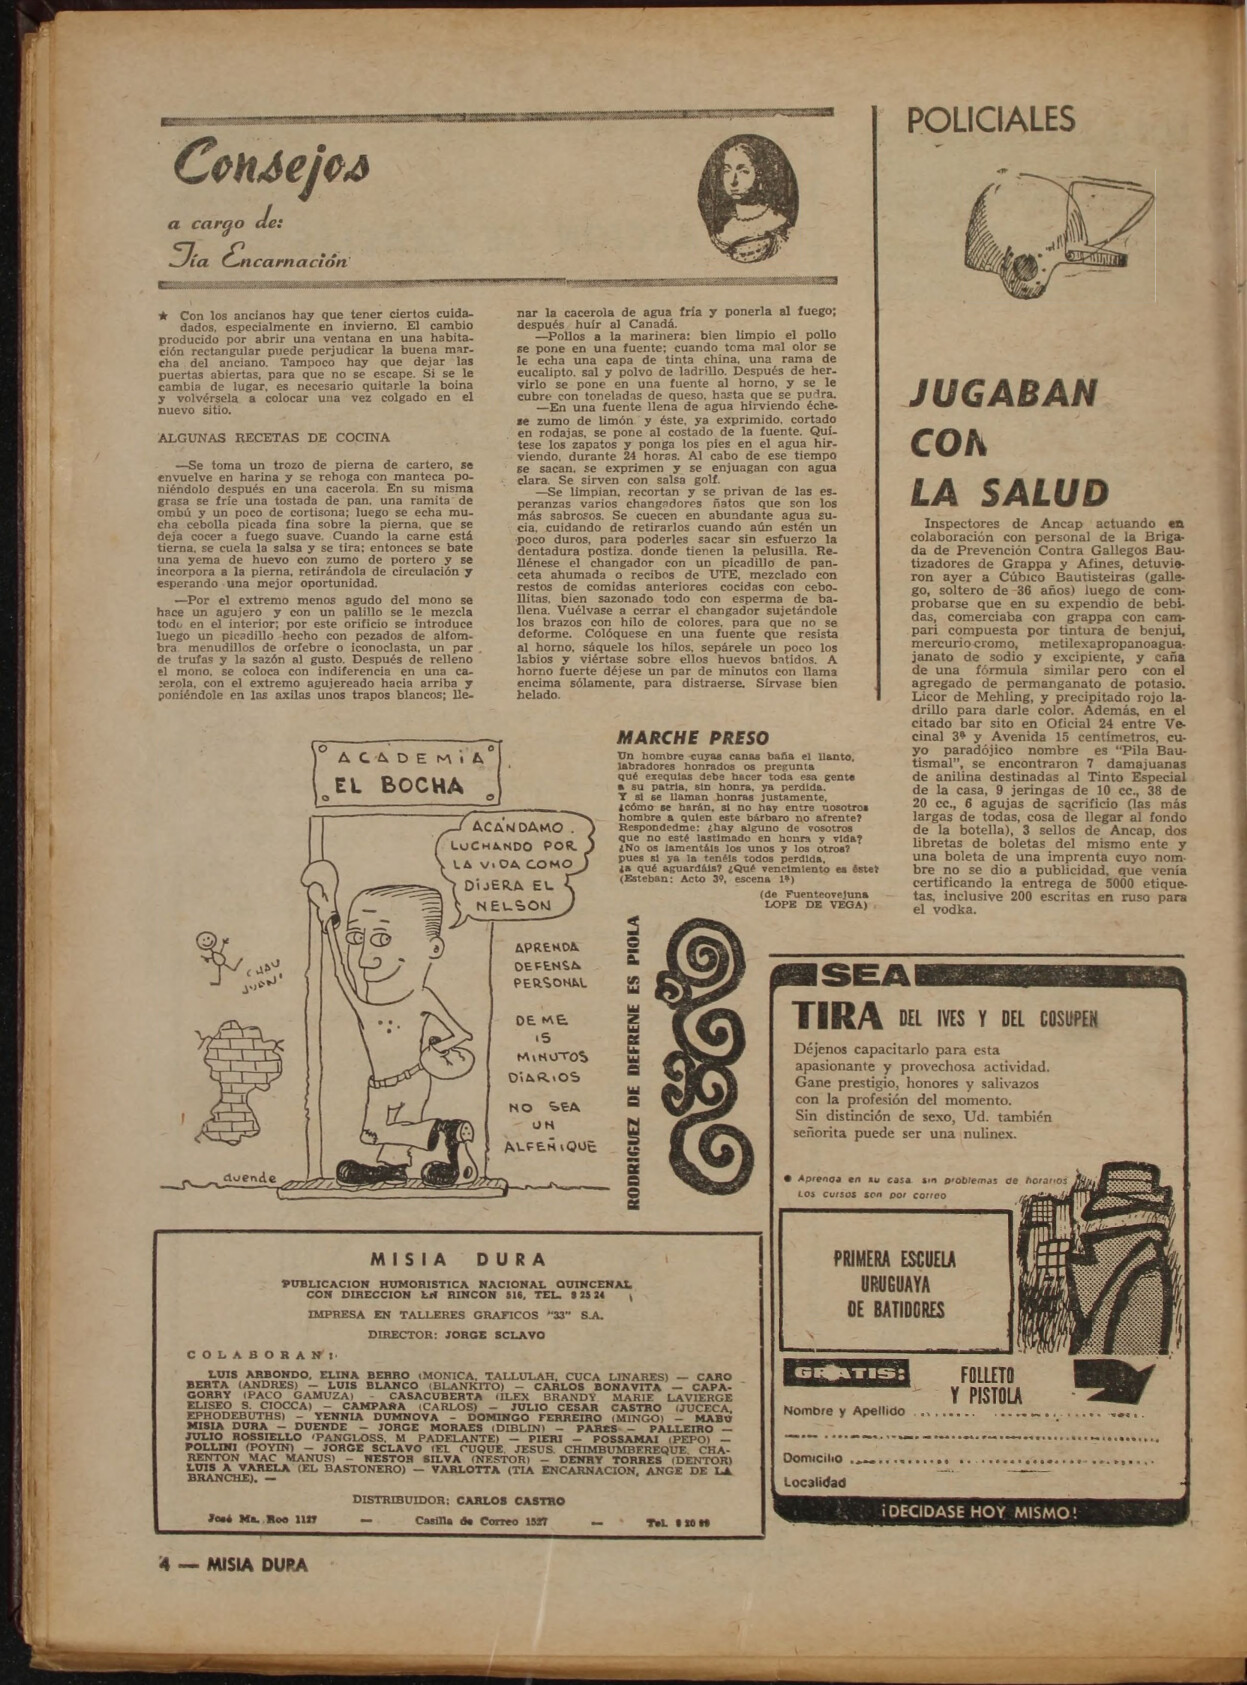 Consejos
a cargo de:
Tía Encarnación
★ Con los ancianos hay que tener ciertos cuida-
dados, especialmente en invierno. El cambio
producido por abrir una ventana en una habita-
ción rectangular puede perjudicar la buena mar-
cha del anciano. Tampoco hay que dejar las
puertas abiertas, para que no se escape. Si se le
cambia de lugar, es necesario quitarle la boina
y volvérsela a colocar una vez colgado en el
nuevo sitio.
ALGUNAS RECETAS DE COCINA
—Se toma un trozo de pierna de cartero, se
envuelve en harina y se rehoga con manteca po-
niéndolo después en una cacerola. En su misma
grasa se fríe una tostada de pan, una ramita de
ombú y un poco de cortisona; luego se echa mu-
cha cebolla picada fina sobre la pierna, que se
deja cocer a fuego suave. Cuando la carne está
tierna, se cuela la salsa y se tira; entonces se bate
una yema de huevo con zumo de portero y se
incorpora a la pierna, retirándola de circulación y
esperando una mejor oportunidad.
—Por el extremo menos agudo del mono se
hace un agujero y con un palillo se le mezcla
todo en el interior; por este orificio se introduce
luego un picadillo hecho con pezados de alfom-
bra, menudillos de orfebre o iconoclasta, un par
de trufas y la sazón al gusto. Después de relleno
el mono, se coloca con indiferencia en una ca-
cerola, con el extremo agujereado hacia arriba y
poniéndole en las axilas unos trapos blancos; lle-
nar la cacerola de agua fría y ponerla al fuego;
después huír al Canadá.
—Pollos a la marinera: bien limpio el pollo
se pone en una fuente; cuando toma mal olor se
le echa una capa de tinta china, una rama de
eucalipto, sal y polvo de ladrillo. Después de her-
virlo se pone en una fuente al horno, y se le
cubre con toneladas de queso, hasta que se pudra.
—En una fuente llena de agua hirviendo éche-
se zumo de limón y éste, ya exprimido, cortado
en rodajas, se pone al costado de la fuente. Quí-
tese los zapatos y ponga los pies en el agua hir-
viendo, durante 24 horas. Al cabo de ese tiempo
se sacan, se exprimen y se enjuagan con agua
clara. Se sirven con salsa golf.
—Se limpian, recortan y se privan de las es-
peranzas varios changadores ñatos que son los
más sabrosos. Se cuecen en abundante agua su-
cia, cuidando de retirarlos cuando aún estén un
poco duros, para poderles sacar sin esfuerzo la
dentadura postiza, donde tienen la pelusilla. Re-
llénese el changador con un picadillo de pan-
ceta ahumada o recibos de UTE, mezclado con
restos de comidas anteriores cocidas con cebo-
llitas, bien sazonado todo con esperma de ba-
llena. Vuélvase a cerrar el changador sujetándole
los brazos con hilo de colores, para que no se
deforme. Colóquese en una fuente que resista
al horno, sáquele los hilos, sepárele un poco los
labios y viértase sobre ellos huevos batidos. A
horno fuerte déjese un par de minutos con llama
encima sólamente, para distraerse. Sírvase bien
helado.
POLICIALES
JUGABAN
CON
LA SALUD
Inspectores de Ancap actuando en
colaboración con personal de la Briga-
da de Prevención Contra Gallegos Bau-
tizadores de Grappa y Afines, detuvie-
ron ayer a Cúbico Bautisteiras (galle-
go, soltero de 36 años) luego de com-
probarse que en su expendio de bebi-
das, comerciaba con grappa con cam-
pari compuesta por tintura de benjui,
mercurio-cromo, metilexapropanoagua-
janato de sodio y excipiente, y caña
de una fórmula similar pero con el
agregado de permanganato de potasio.
Licor de Mehling, y precipitado rojo la-
drillo para darle color. Además, en el
citado bar sito en Oficial 24 entre Ve-
cinal 3ª y Avenida 15 centímetros, cu-
yo paradójico nombre es "Pila Bau-
tismal", se encontraron 7 damajuanas
de anilina destinadas al Tinto Especial
de la casa, 9 jeringas de 10 cc., 38 de
20 cc., 6 agujas de sacrificio (las más
largas de todas, cosa de llegar al fondo
de la botella), 3 sellos de Ancap, dos
libretas de boletas del mismo ente y
una boleta de una imprenta cuyo nom-
bre no se dio a publicidad, que venía
certificando la entrega de 5000 etique-
tas, inclusive 200 escritas en ruso para
el vodka.
ACADEMIA
EL BOCHA
ACÁNDAMO.
LUCHANDO POR
LA VIDA COMO
DIJERA EL
NELSON
CHAU
JUAN!
APRENDA
DEFENSA
PERSONAL
DE ME
15
MINUTOS
DIARIOS
NO SEA
UN
ALFEÑIQUE
duende
MARCHE PRESO
Un hombre cuyas canas baña el llanto,
labradores honrados os pregunta
qué exequias debe hacer toda esa gente
a su patria, sin honra, ya perdida.
Y si se llaman honras justamente,
¿cómo se harán, si no hay entre nosotros
hombre a quien este bárbaro no afrente?
Respondedme: ¿hay alguno de vosotros
que no esté lastimado en honra y vida?
¿No os lamentáis los unos y los otros?
pues si ya la tenéis todos perdida,
¿a qué aguardáis? ¿Qué vencimiento es éste?
(Esteban: Acto 3º, escena 1ª)
(de Fuenteovejuna
LOPE DE VEGA)
RODRIGUEZ DE DEFRENE ES PIOLA
SEA
TIRA DEL IVES Y DEL COSUPEN
Déjenos capacitarlo para esta
apasionante y provechosa actividad.
Gane prestigio, honores y salivazos
con la profesión del momento.
Sin distinción de sexo, Ud. también
señorita puede ser una nulinex.
● Aprenda en su casa sin problemas de horarios
Los cursos son por correo
PRIMERA ESCUELA
URUGUAYA
DE BATIDORES
GRATIS:
FOLLETO
Y PISTOLA
Nombre y Apellido
Domicilio
Localidad
¡DECIDASE HOY MISMO!
MISIA DURA
PUBLICACION HUMORISTICA NACIONAL QUINCENAL
CON DIRECCION EN RINCON 516, TEL. 9 25 24
IMPRESA EN TALLERES GRAFICOS "33" S.A.
DIRECTOR: JORGE SCLAVO
COLABORAN:
LUIS ARBONDO, ELINA BERRO (MONICA, TALLULAH, CUCA LINARES) — CARO
BERTA (ANDRES) — LUIS BLANCO (BLANKITO) — CARLOS BONAVITA — CAPA-
GORRY (PACO GAMUZA) — CASACUBERTA (ILEX BRANDY MARIE LAVIERGE
ELISEO S. CIOCCA) — CAMPAÑA (CARLOS) — JULIO CESAR CASTRO (JUCECA,
EPHODEBUTHS) — YENNIA DUMNOVA — DOMINGO FERREIRO (MINGO) — MABU
MISIA DURA — DUENDE — JORGE MORAES (DIBLIN) — PARES — PALLEIRO —
JULIO ROSSIELLO (PANGLOSS, M PADELANTE) — PIERI — POSSAMAI (PEPO) —
POLLINI (POYIN) — JORGE SCLAVO (EL CUQUE, JESUS, CHIMBUMBEREQUE, CHA-
RENTON MAC MANUS) — NESTOR SILVA (NESTOR) — DENRY TORRES (DENTOR)
LUIS A VARELA (EL BASTONERO) — VARLOTTA (TIA ENCARNACION, ANGE DE LA
BRANCHE). —
DISTRIBUIDOR: CARLOS CASTRO
José Ma. Roo 1127 — Casilla de Correo 1527 — Tel. 8 20 99
4 — MISIA DURA